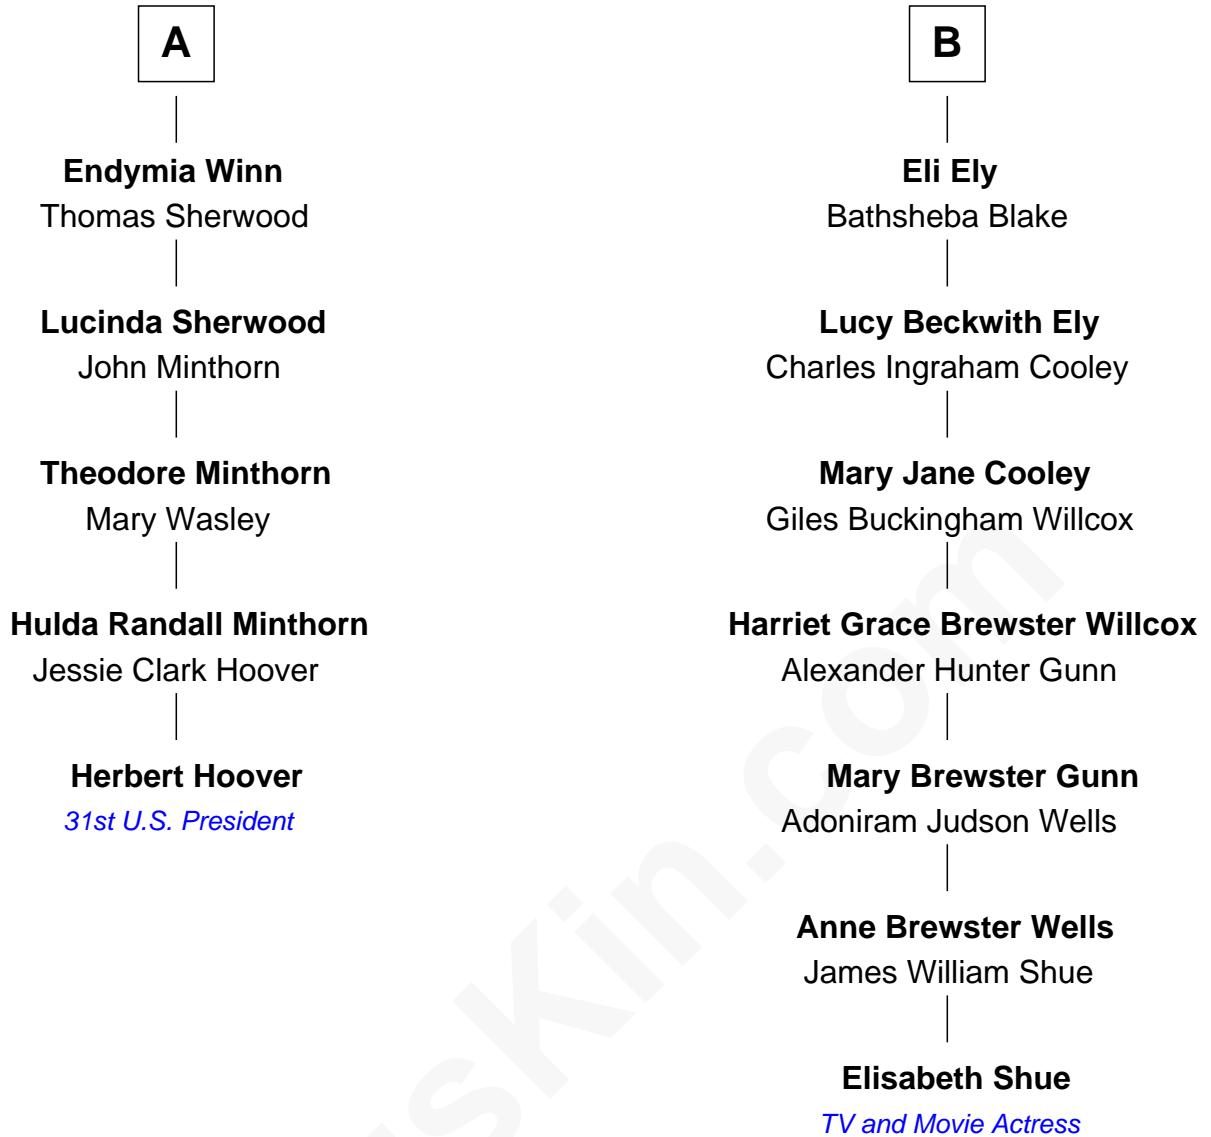 A
Endymia Winn
Thomas Sherwood
Lucinda Sherwood
John Minthorn
Theodore Minthorn
Mary Wasley
Hulda Randall Minthorn
Jessie Clark Hoover
Herbert Hoover
31st U.S. President
B
Eli Ely
Bathsheba Blake
Lucy Beckwith Ely
Charles Ingraham Cooley
Mary Jane Cooley
Giles Buckingham Willcox
Harriet Grace Brewster Willcox
Alexander Hunter Gunn
Mary Brewster Gunn
Adoniram Judson Wells
Anne Brewster Wells
James William Shue
Elisabeth Shue
TV and Movie Actress
sKin.com